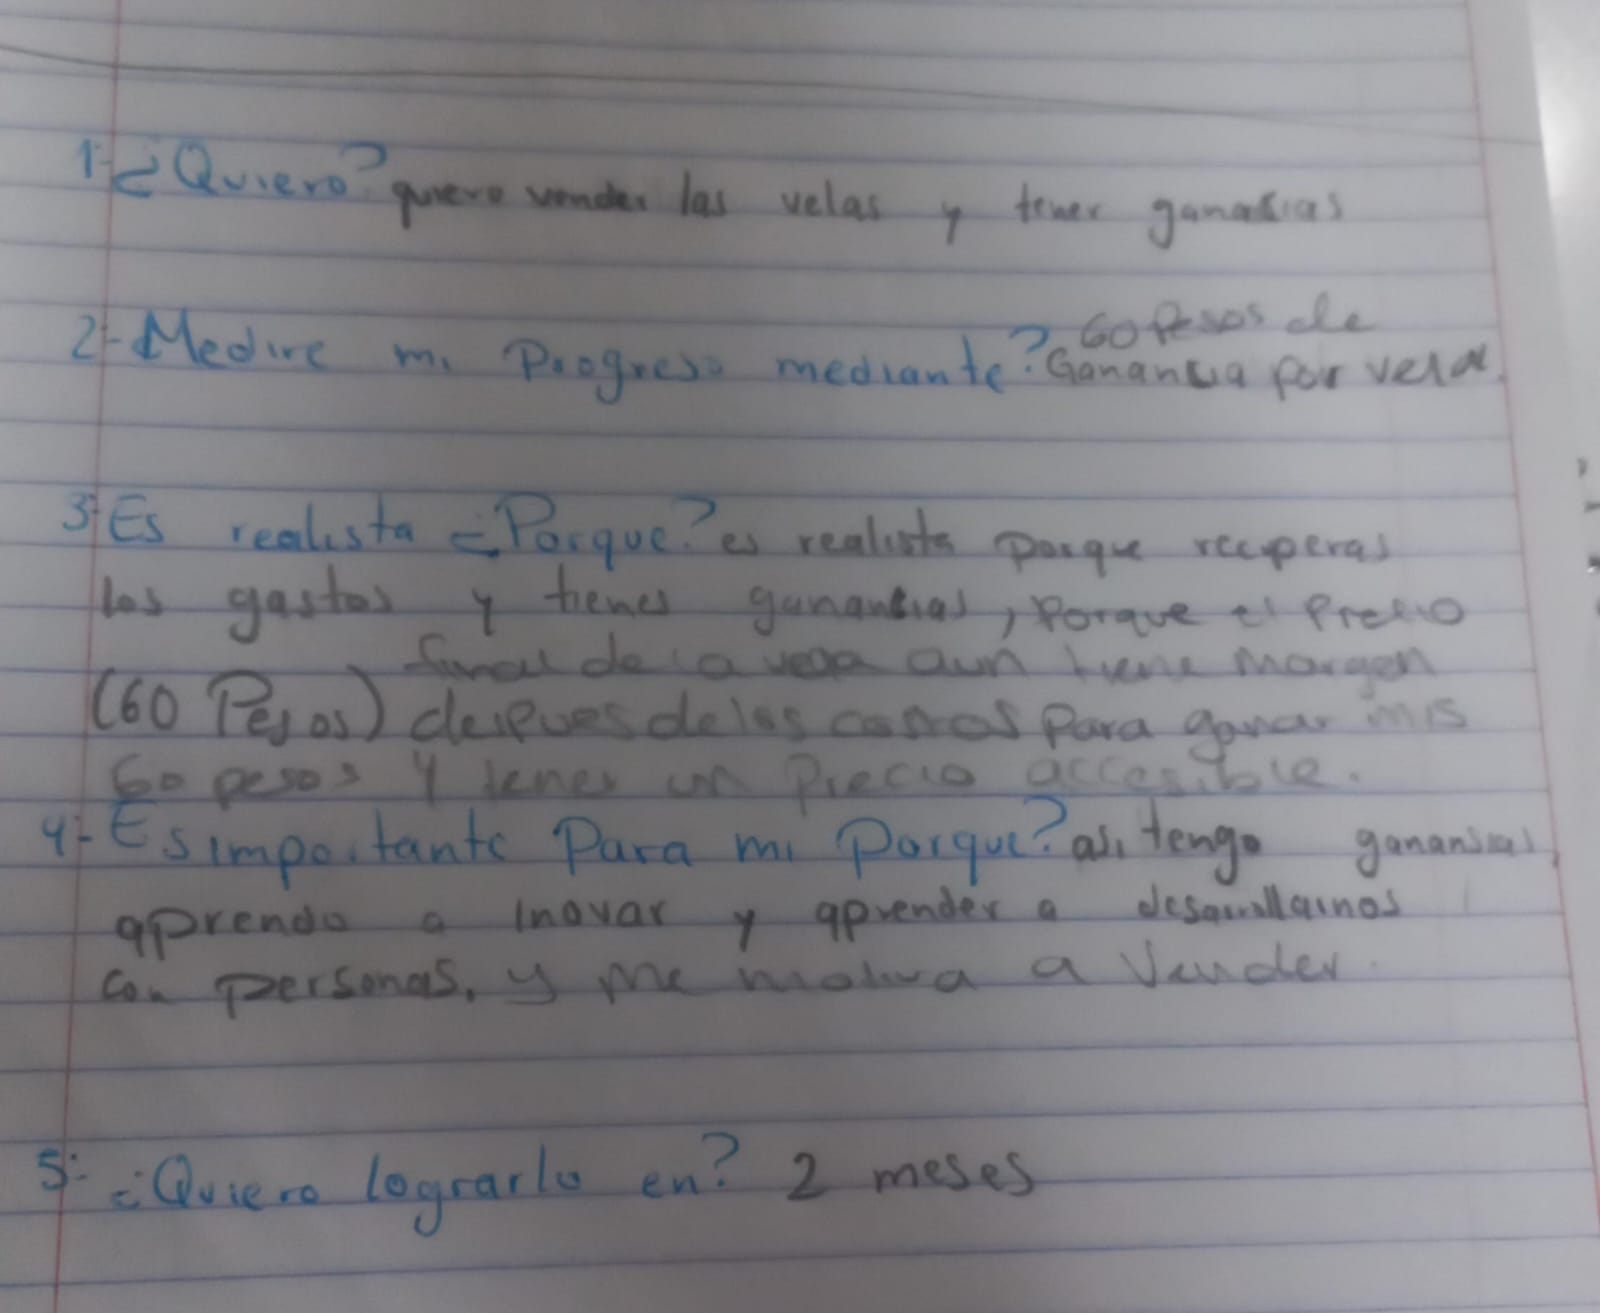 1- ¿Quiero? quiero vender las velas y tener ganacias
2- Medire mi Progreso mediante? 60 Pesos de
Ganancia por vela.
3- Es realista ¿Porque? es realista porque recuperas
los gastos y tienes ganancias, Porque el Precio
final de la vela aun tiene margen
(60 Pesos) despues de los costos Para ganar mis
60 pesos y tener un Precio accesible.
4- Es importante Para mi Porque? asi tengo ganansias,
aprendo a inovar y aprender a desarrollarnos
con personas, y me motiva a Vender.
5- ¿Quiero lograrlo en? 2 meses